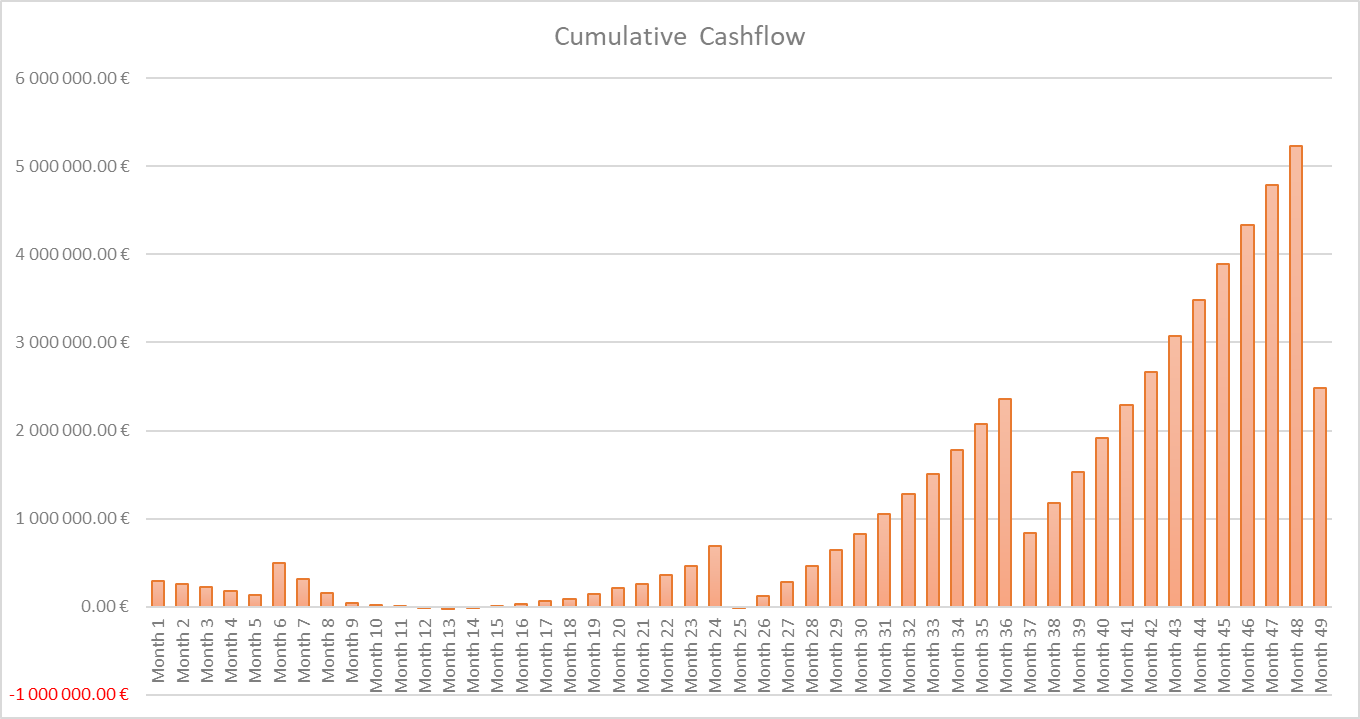 Cumulative Cashflow
6 000 000.00 €
5 000 000.00 €
4 000 000.00 €
3 000 000.00 €
2 000 000.00 €
1 000 000.00 €
0.00 €
-1 000 000.00 €
Month 1
Month 2
Month 3
Month 4
Month 5
Month 6
Month 7
Month 8
Month 9
Month 10
Month 11
Month 12
Month 13
Month 14
Month 15
Month 16
Month 17
Month 18
Month 19
Month 20
Month 21
Month 22
Month 23
Month 24
Month 25
Month 26
Month 27
Month 28
Month 29
Month 30
Month 31
Month 32
Month 33
Month 34
Month 35
Month 36
Month 37
Month 38
Month 39
Month 40
Month 41
Month 42
Month 43
Month 44
Month 45
Month 46
Month 47
Month 48
Month 49